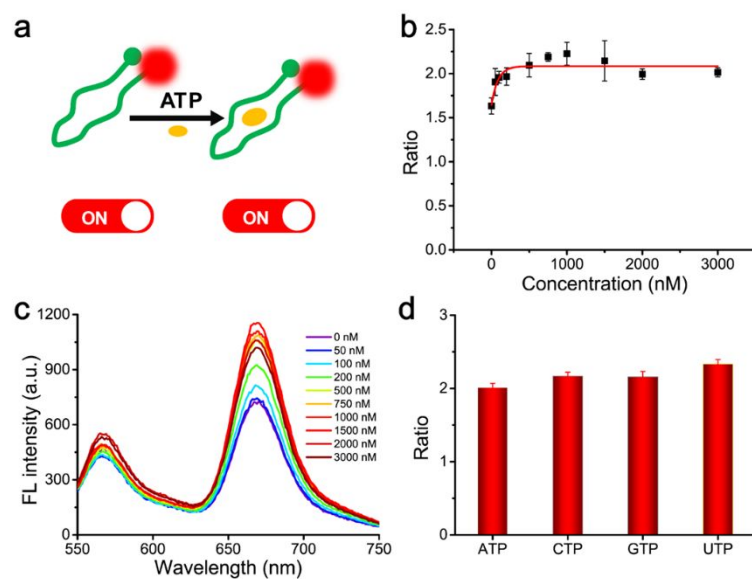 a
ATP
ON
ON
b
Ratio
2.5
2.0
1.5
1.0
0.5
0.0
0
1000
2000
3000
Concentration (nM)
c
FL intensity (a.u.)
1200
900
600
300
0
550
600
650
700
750
Wavelength (nm)
0 nM
50 nM
100 nM
200 nM
500 nM
750 nM
1000 nM
1500 nM
2000 nM
3000 nM
d
Ratio
3
2
1
0
ATP
CTP
GTP
UTP